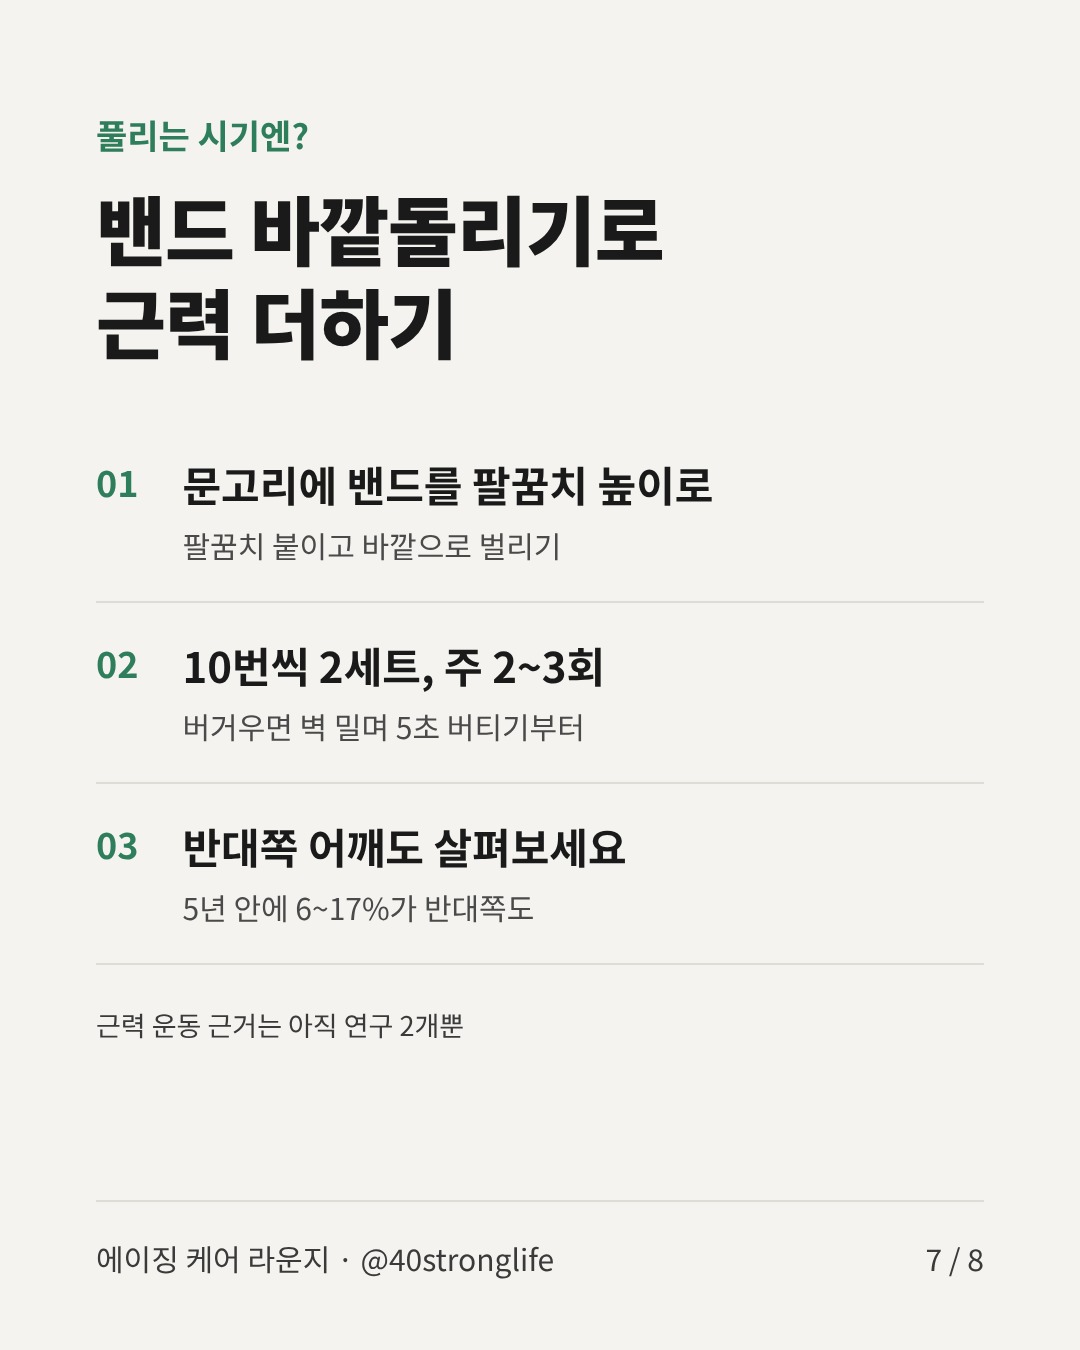 풀리는 시기엔?
밴드 바깥돌리기로
근력 더하기
01 문고리에 밴드를 팔꿈치 높이로
팔꿈치 붙이고 바깥으로 벌리기
02 10번씩 2세트, 주 2~3회
버거우면 벽 밀며 5초 버티기부터
03 반대쪽 어깨도 살펴보세요
5년 안에 6~17%가 반대쪽도
근력 운동 근거는 아직 연구 2개뿐
에이징 케어 라운지 · @40stronglife 7 / 8